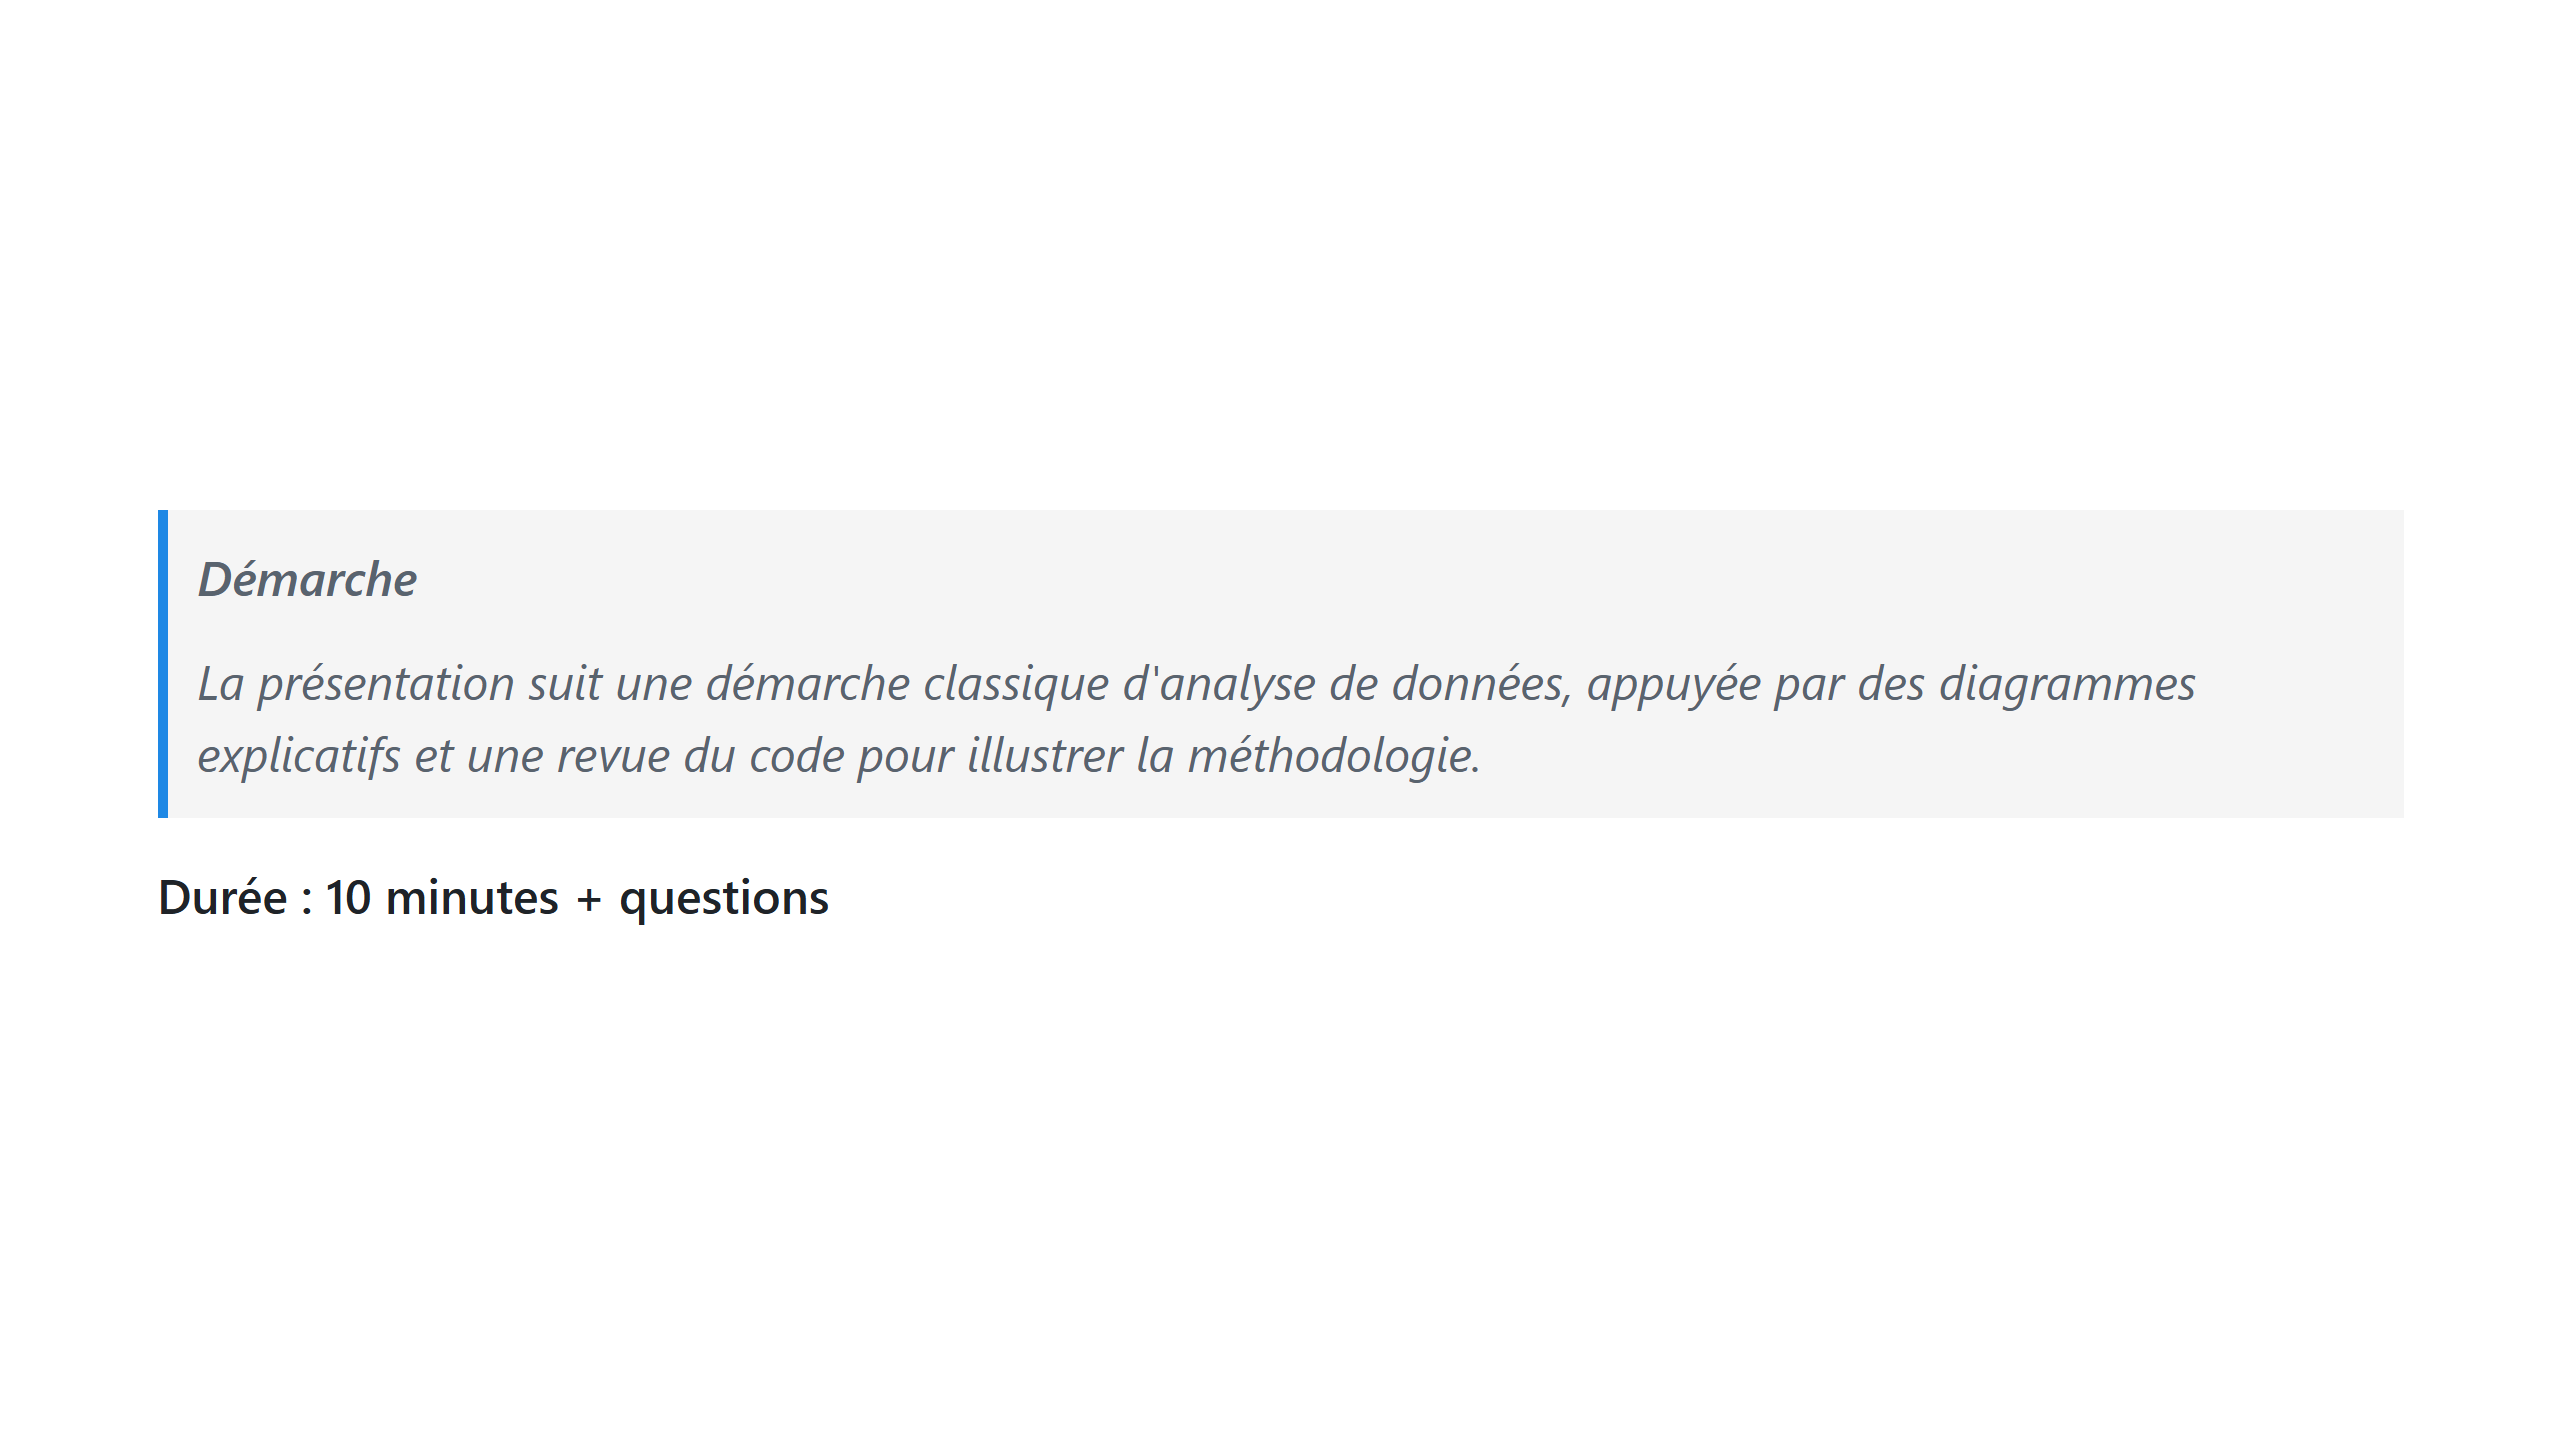 Démarche
La présentation suit une démarche classique d'analyse de données, appuyée par des diagrammes
explicatifs et une revue du code pour illustrer la méthodologie.
Durée : 10 minutes + questions